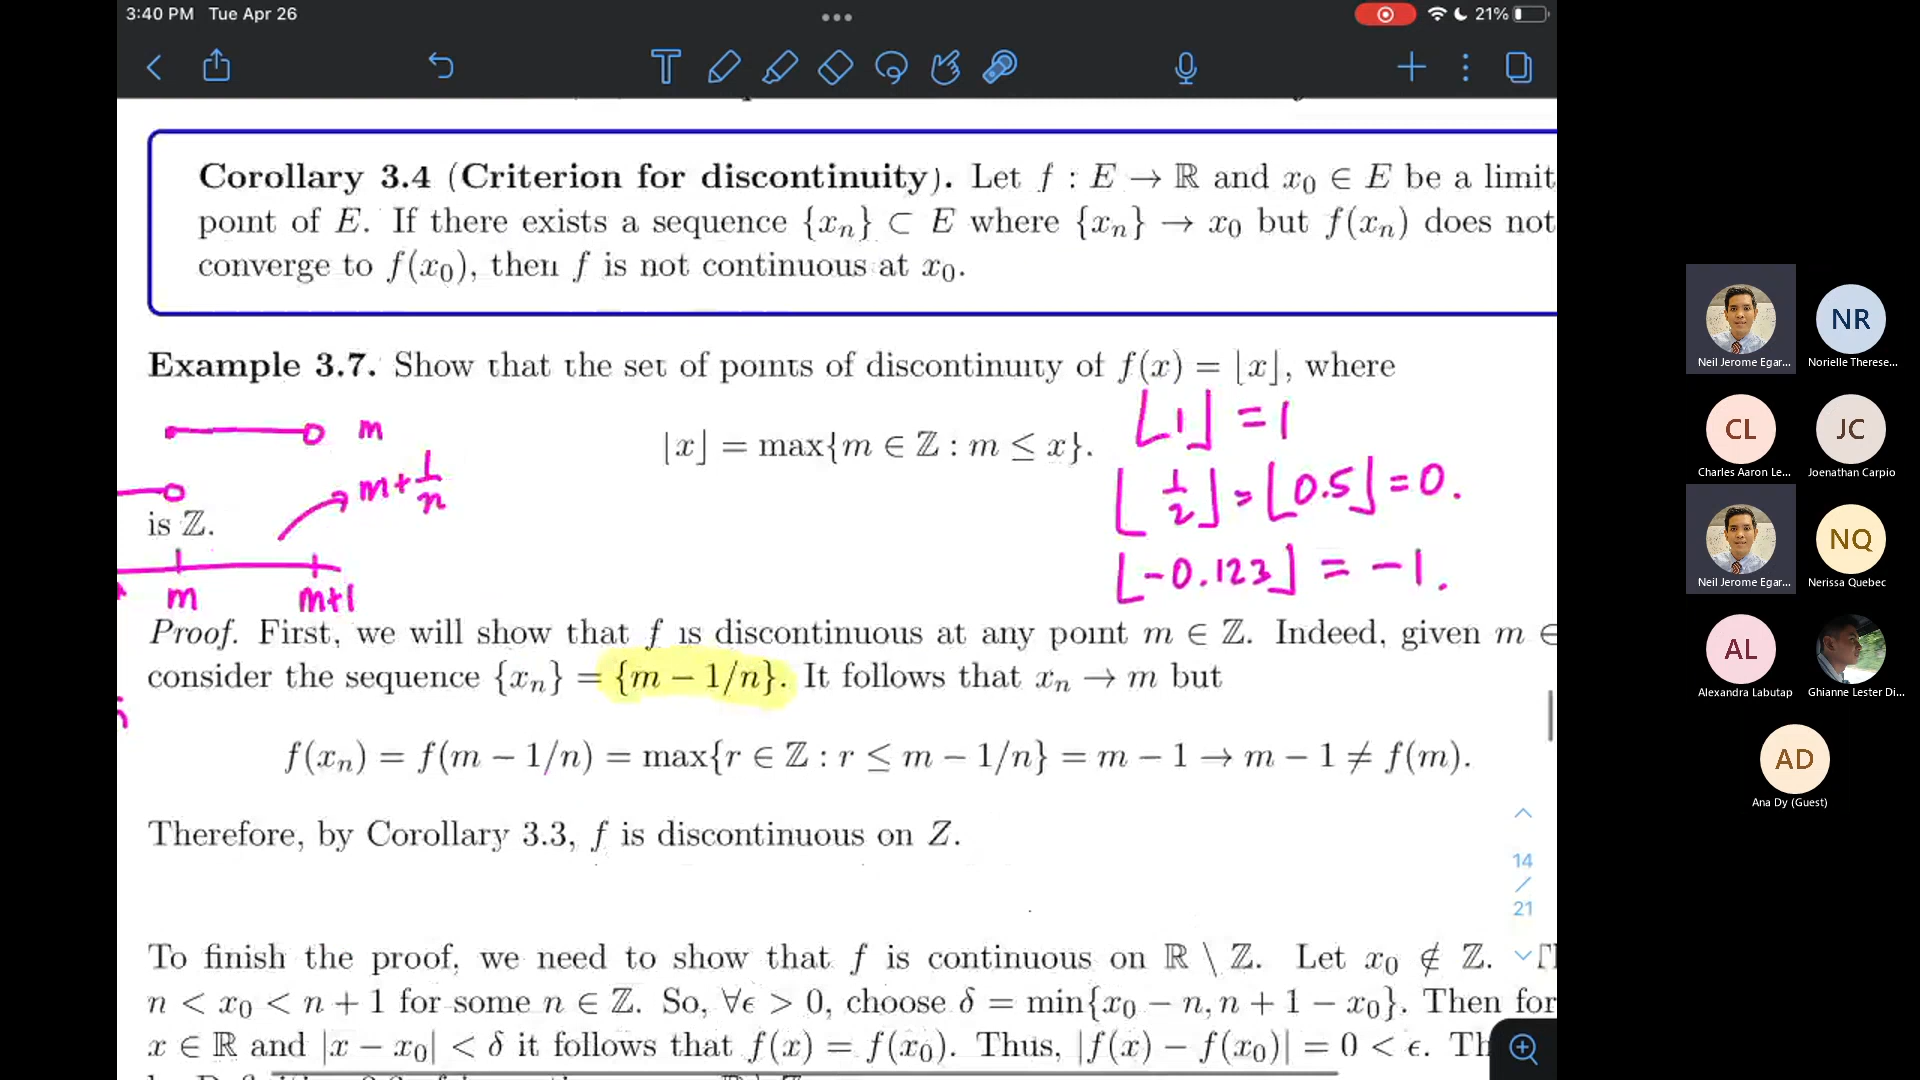 3:40 PM Tue Apr 26
21%
Corollary 3.4 (Criterion for discontinuity). Let f : E → ℝ and x₀ ∈ E be a limit
point of E. If there exists a sequence {xₙ} ⊂ E where {xₙ} → x₀ but f(xₙ) does not
converge to f(x₀), then f is not continuous at x₀.
Example 3.7. Show that the set of points of discontinuity of f(x) = ⌊x⌋, where
⌊x⌋ = max{m ∈ ℤ : m ≤ x}.
⌊1⌋ = 1
⌊1/2⌋ = ⌊0.5⌋ = 0.
⌊-0.123⌋ = -1.
m
m + 1/n
is ℤ.
m m+1
Proof. First, we will show that f is discontinuous at any point m ∈ ℤ. Indeed, given m ∈
consider the sequence {xₙ} = {m − 1/n}. It follows that xₙ → m but
f(xₙ) = f(m − 1/n) = max{r ∈ ℤ : r ≤ m − 1/n} = m − 1 → m − 1 ≠ f(m).
Therefore, by Corollary 3.3, f is discontinuous on Z.
14
/
21
To finish the proof, we need to show that f is continuous on ℝ \ ℤ. Let x₀ ∉ ℤ.
n < x₀ < n + 1 for some n ∈ ℤ. So, ∀ϵ > 0, choose δ = min{x₀ − n, n + 1 − x₀}. Then for
x ∈ ℝ and |x − x₀| < δ it follows that f(x) = f(x₀). Thus, |f(x) − f(x₀)| = 0 < ϵ. Th
Neil Jerome Egar...
NR
Norielle Therese...
CL
Charles Aaron Le...
JC
Joenathan Carpio
Neil Jerome Egar...
NQ
Nerissa Quebec
AL
Alexandra Labutap
Ghianne Lester Di...
AD
Ana Dy (Guest)